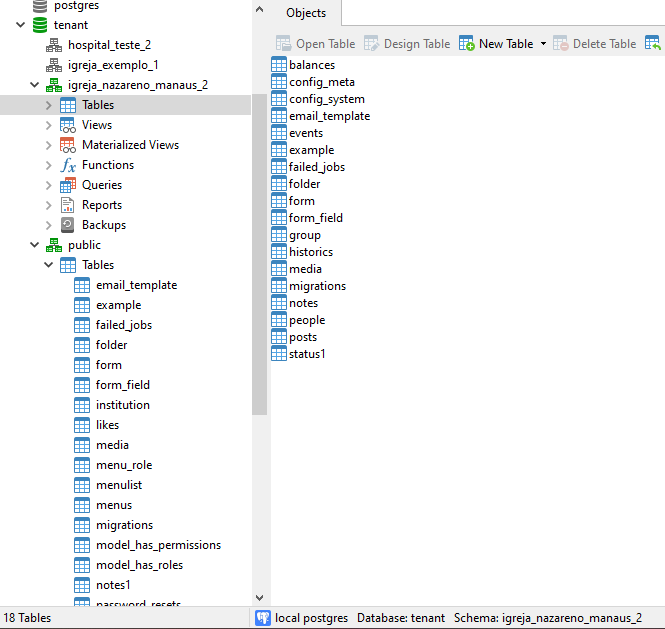 postgres
tenant
hospital_teste_2
igreja_exemplo_1
igreja_nazareno_manaus_2
Tables
Views
Materialized Views
Functions
Queries
Reports
Backups
public
Tables
email_template
example
failed_jobs
folder
form
form_field
institution
likes
media
menu_role
menulist
menus
migrations
model_has_permissions
model_has_roles
notes1
password_resets
Objects
Open Table Design Table New Table Delete Table
balances
config_meta
config_system
email_template
events
example
failed_jobs
folder
form
form_field
group
historics
media
migrations
notes
people
posts
status1
18 Tables local postgres Database: tenant Schema: igreja_nazareno_manaus_2